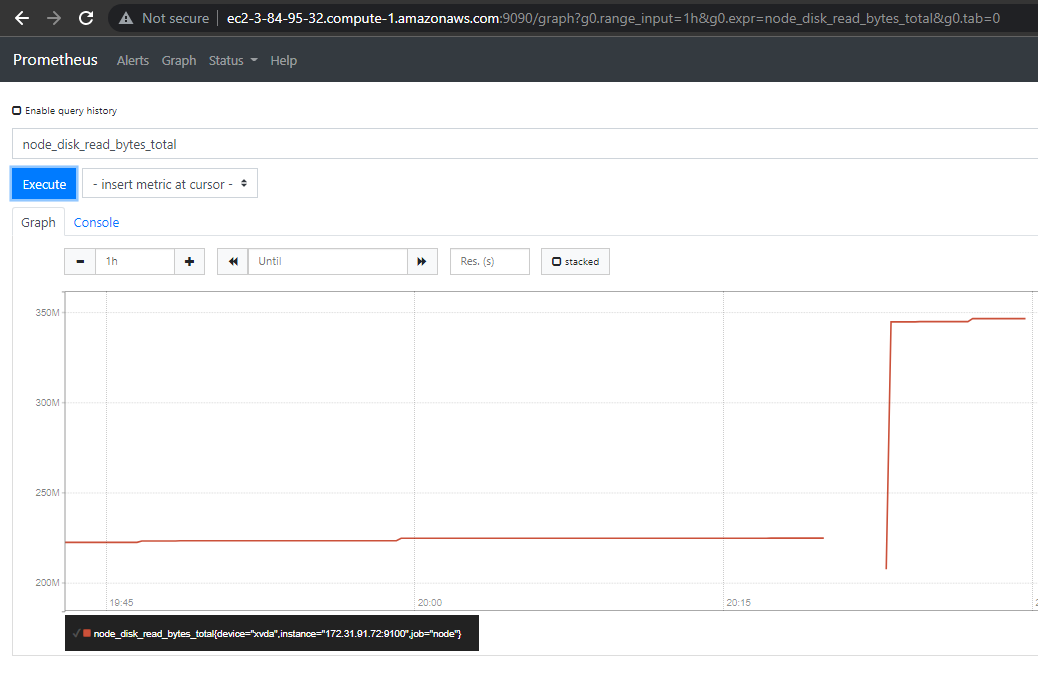 Not secure ec2-3-84-95-32.compute-1.amazonaws.com:9090/graph?g0.range_input=1h&g0.expr=node_disk_read_bytes_total&g0.tab=0
Prometheus Alerts Graph Status Help
Enable query history
node_disk_read_bytes_total
Execute - insert metric at cursor -
Graph Console
1h Until Res. (s) stacked
350M
300M
250M
200M
19:45 20:00 20:15
node_disk_read_bytes_total{device="xvda",instance="172.31.91.72:9100",job="node"}